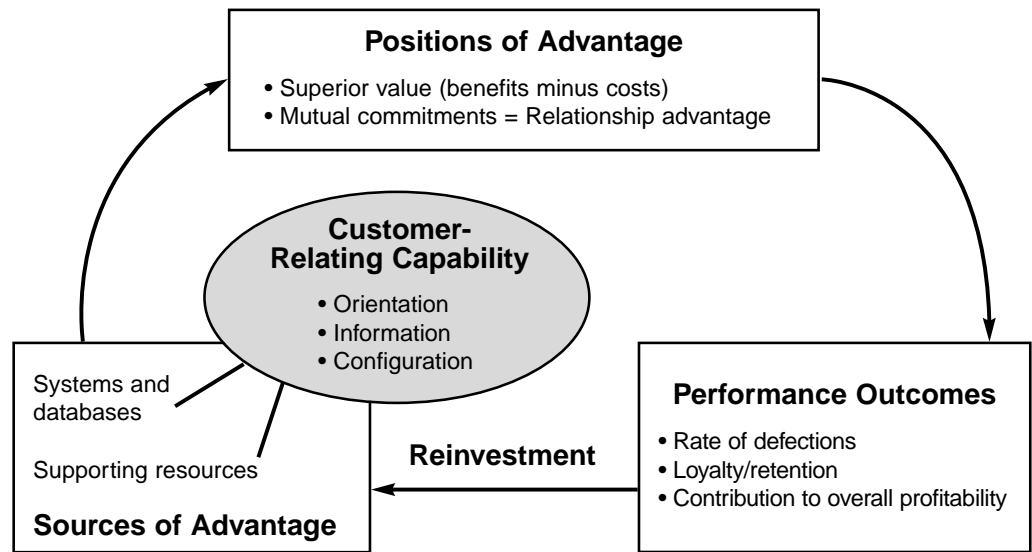 Positions of Advantage
• Superior value (benefits minus costs)
• Mutual commitments = Relationship advantage
Customer-
Relating Capability
• Orientation
• Information
• Configuration
Systems and
databases
Supporting resources
Sources of Advantage
Reinvestment
Performance Outcomes
• Rate of defections
• Loyalty/retention
• Contribution to overall profitability